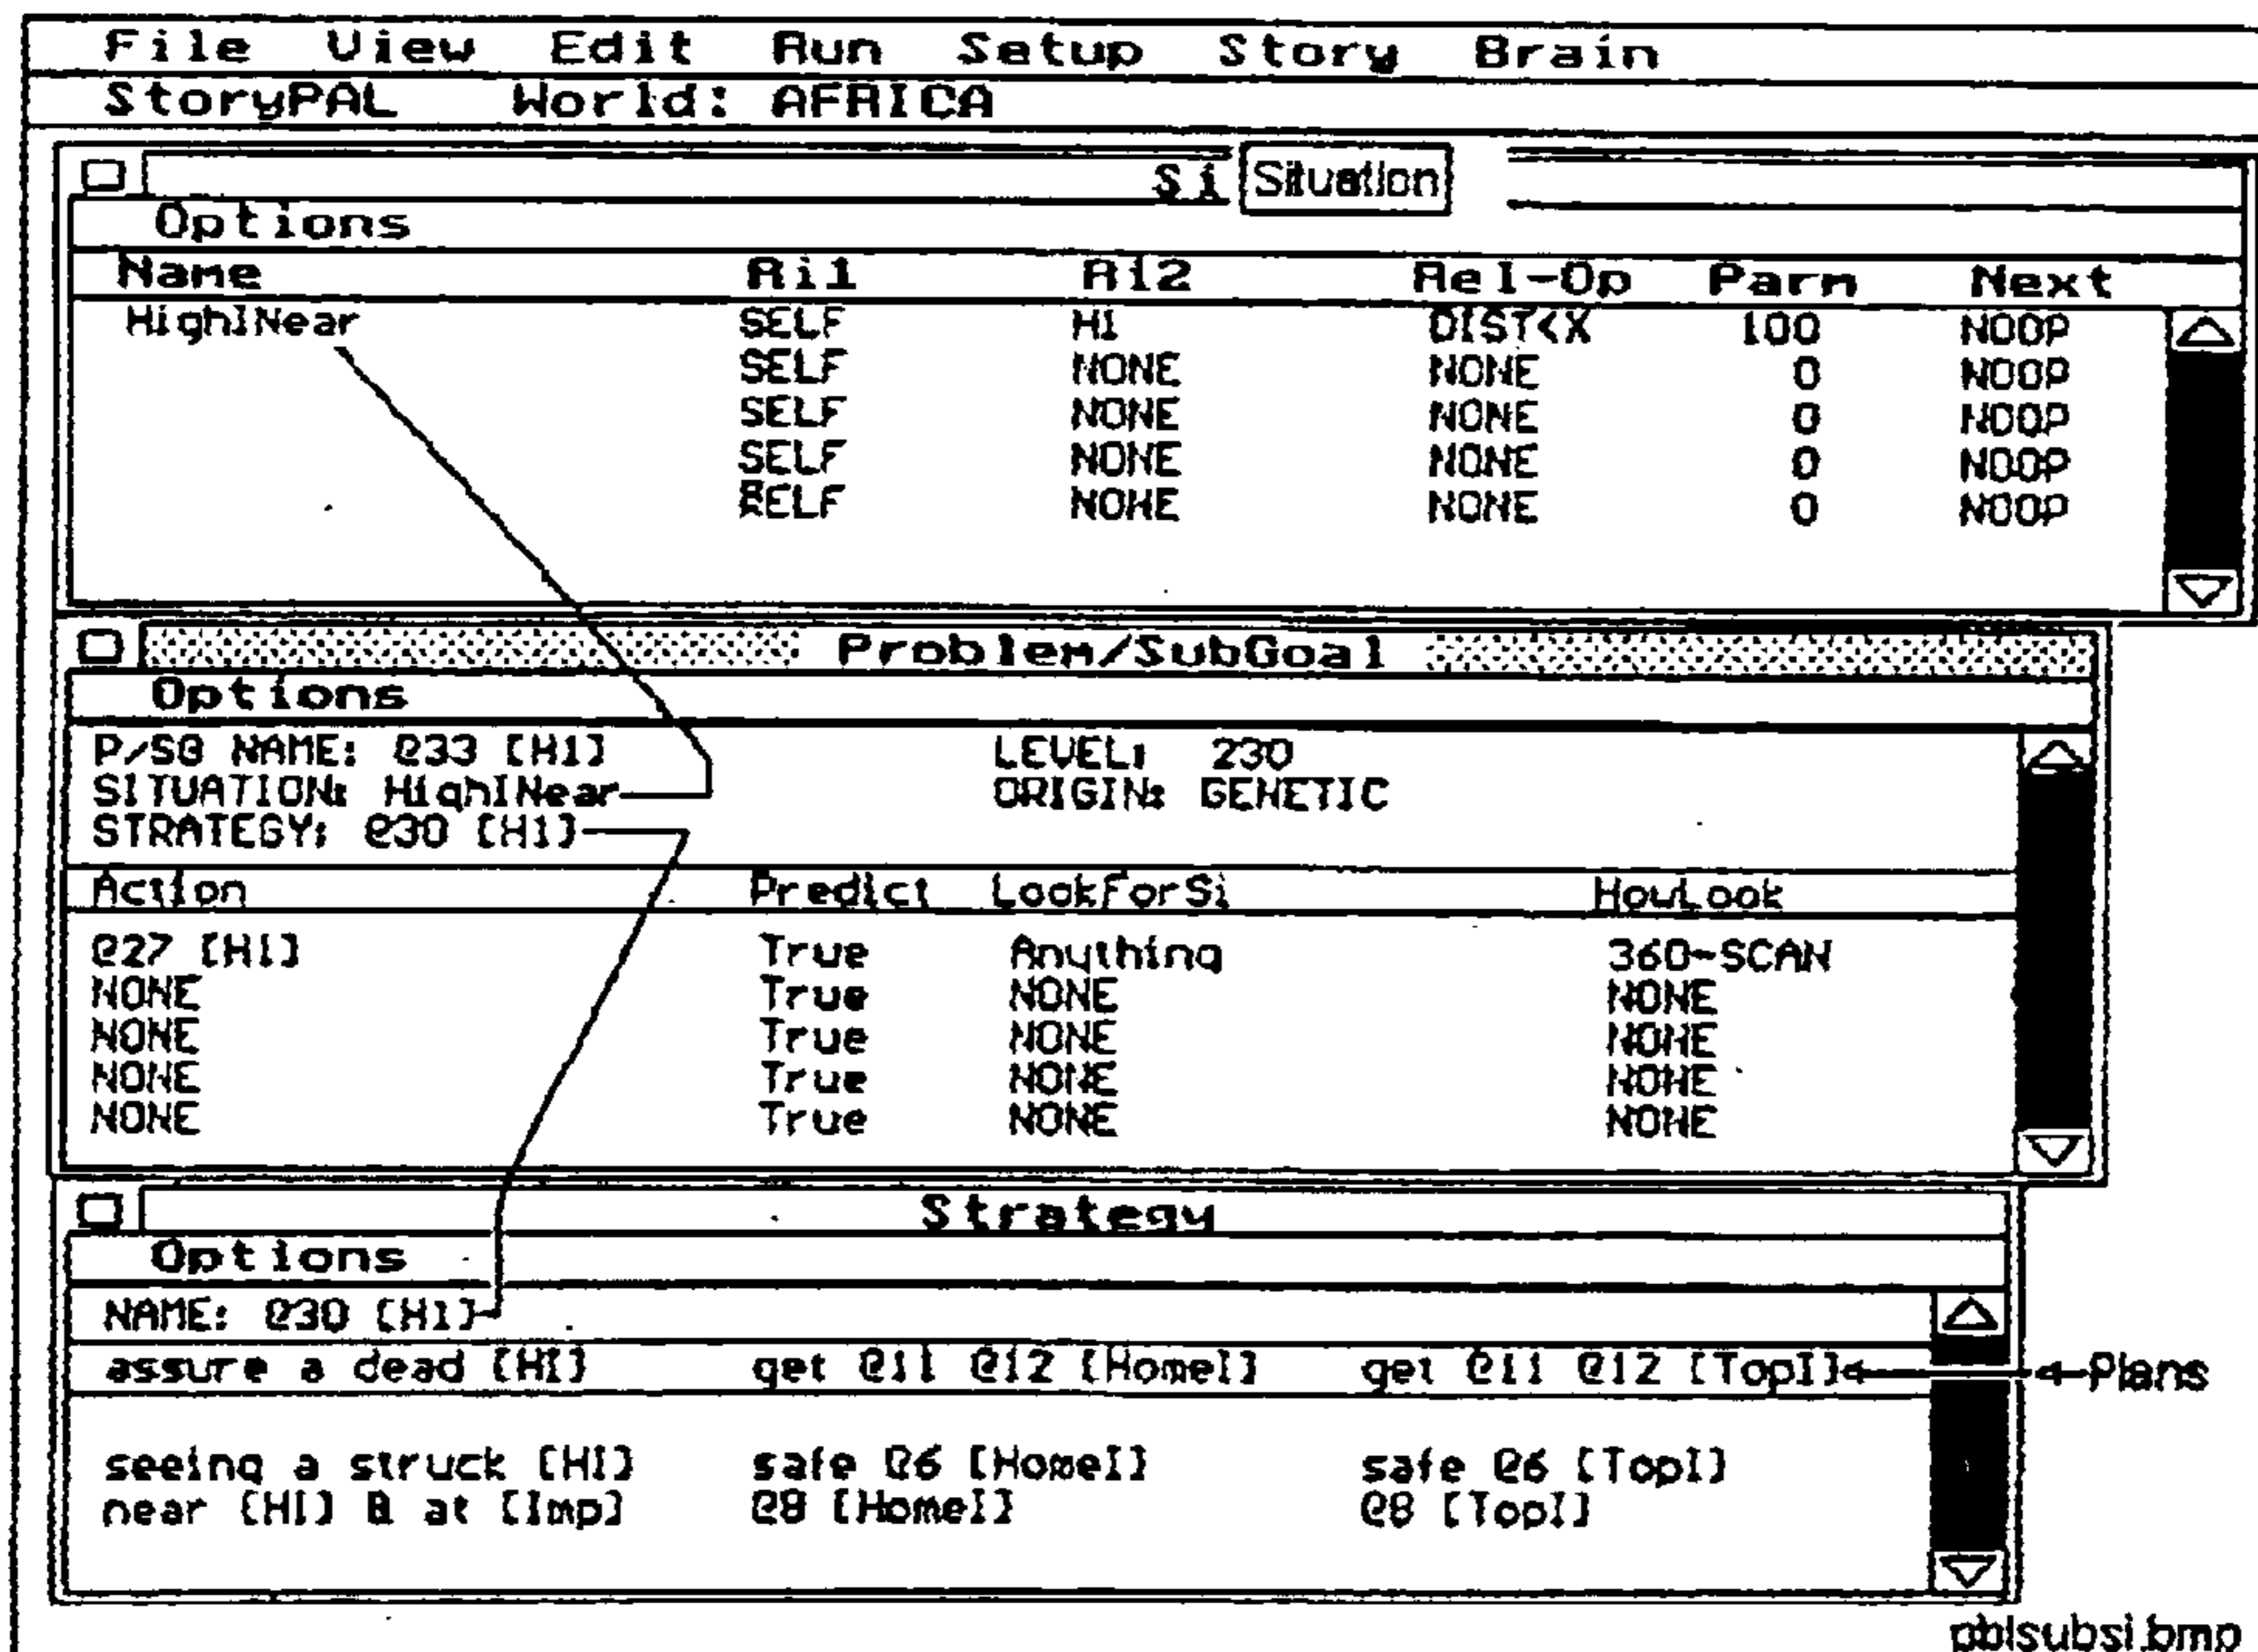 File View Edit Run Setup Story Brain
StoryPAL World: AFRICA
Si Situation
Options
Name Ri1 Ri2 Rel-Op Parm Next
HighINear SELF HI DIST<X 100 NOOP
SELF NONE NONE 0 NOOP
SELF NONE NONE 0 NOOP
SELF NONE NONE 0 NOOP
SELF NONE NONE 0 NOOP
Problem/SubGoal
Options
P/SG NAME: @33 [HI] LEVEL: 230
SITUATION: HighINear ORIGIN: GENETIC
STRATEGY: @30 [HI]
Action Predict LookForSi HowLook
@27 [HI] True Anything 360-SCAN
NONE True NONE NONE
NONE True NONE NONE
NONE True NONE NONE
NONE True NONE NONE
Strategy
Options
NAME: @30 [HI]
assure a dead [HI] get @11 @12 [HomeI] get @11 @12 [TopI] Plans
seeing a struck [HI] safe @6 [HomeI] safe @6 [TopI]
near [HI] & at [Imp] @8 [HomeI] @8 [TopI]
pblsubsi.bmp